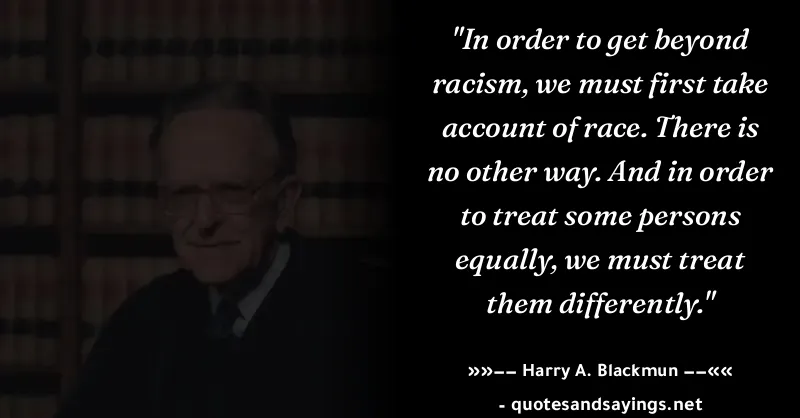 "In order to get beyond
racism, we must first take
account of race. There is
no other way. And in order
to treat some persons
equally, we must treat
them differently."
»»−− Harry A. Blackmun −−««
- quotesandsayings.net